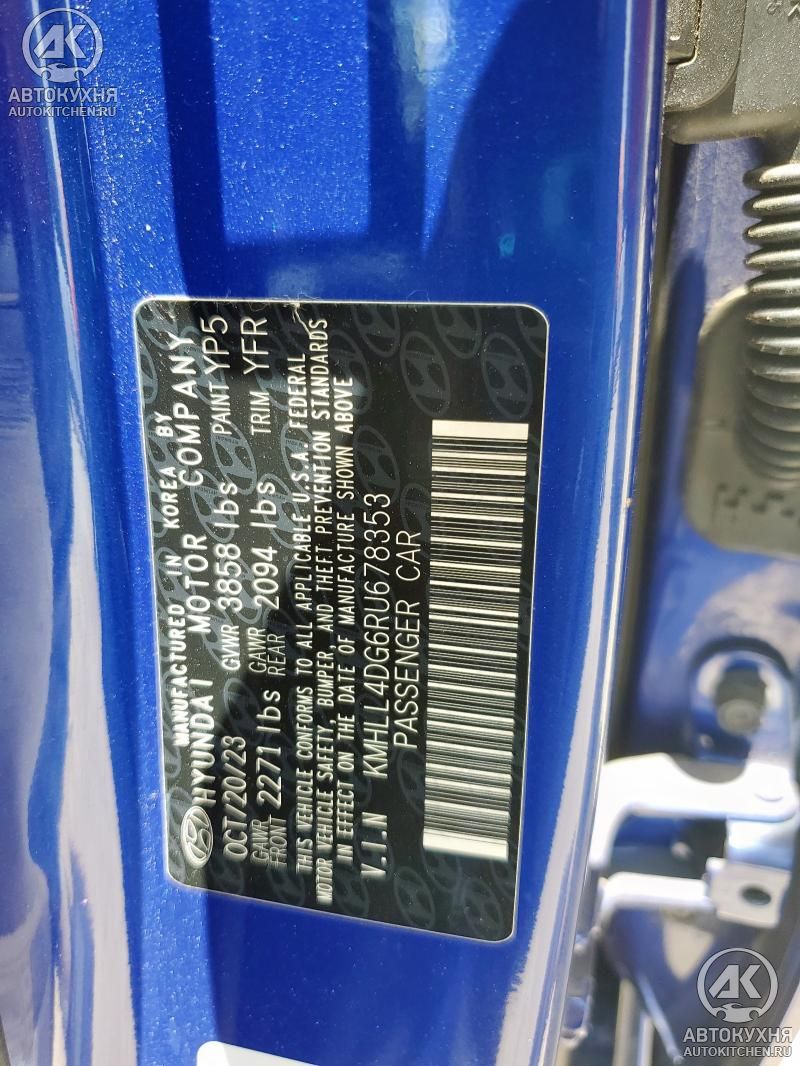 АВТОКУХНЯ
AUTOKITCHEN.RU
MANUFACTURED IN KOREA BY
HYUNDAI MOTOR COMPANY
OCT/20/23 GVWR 3858 lbs PAINT YP5
GAWR FRONT 2271 lbs GAWR REAR 2094 lbs TRIM YFR
THIS VEHICLE CONFORMS TO ALL APPLICABLE U.S.A. FEDERAL
MOTOR VEHICLE SAFETY, BUMPER, AND THEFT PREVENTION STANDARDS
IN EFFECT ON THE DATE OF MANUFACTURE SHOWN ABOVE
V.I.N KMHLL4DG6RU678353
PASSENGER CAR
АВТОКУХНЯ
AUTOKITCHEN.RU